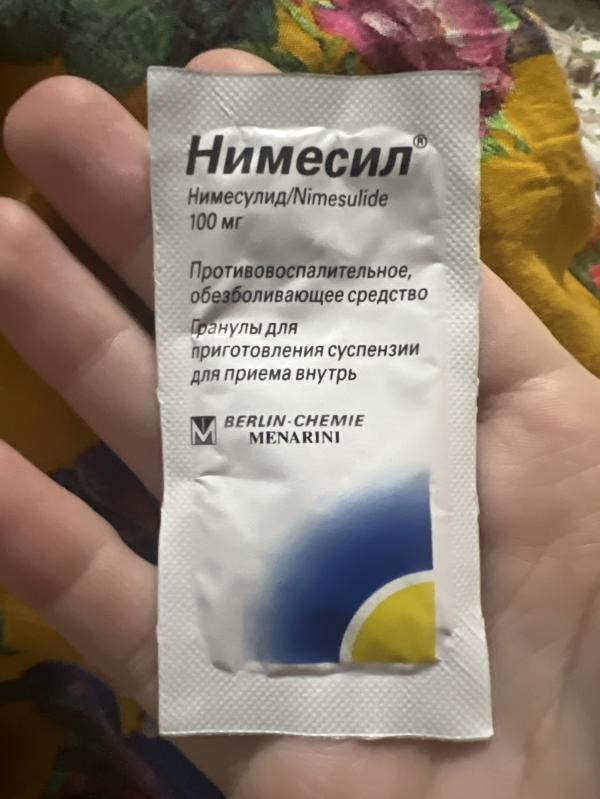 Нимесил®
Нимесулид/Nimesulide
100 мг
Противовоспалительное,
обезболивающее средство
Гранулы для
приготовления суспензии
для приема внутрь
BERLIN-CHEMIE
MENARINI